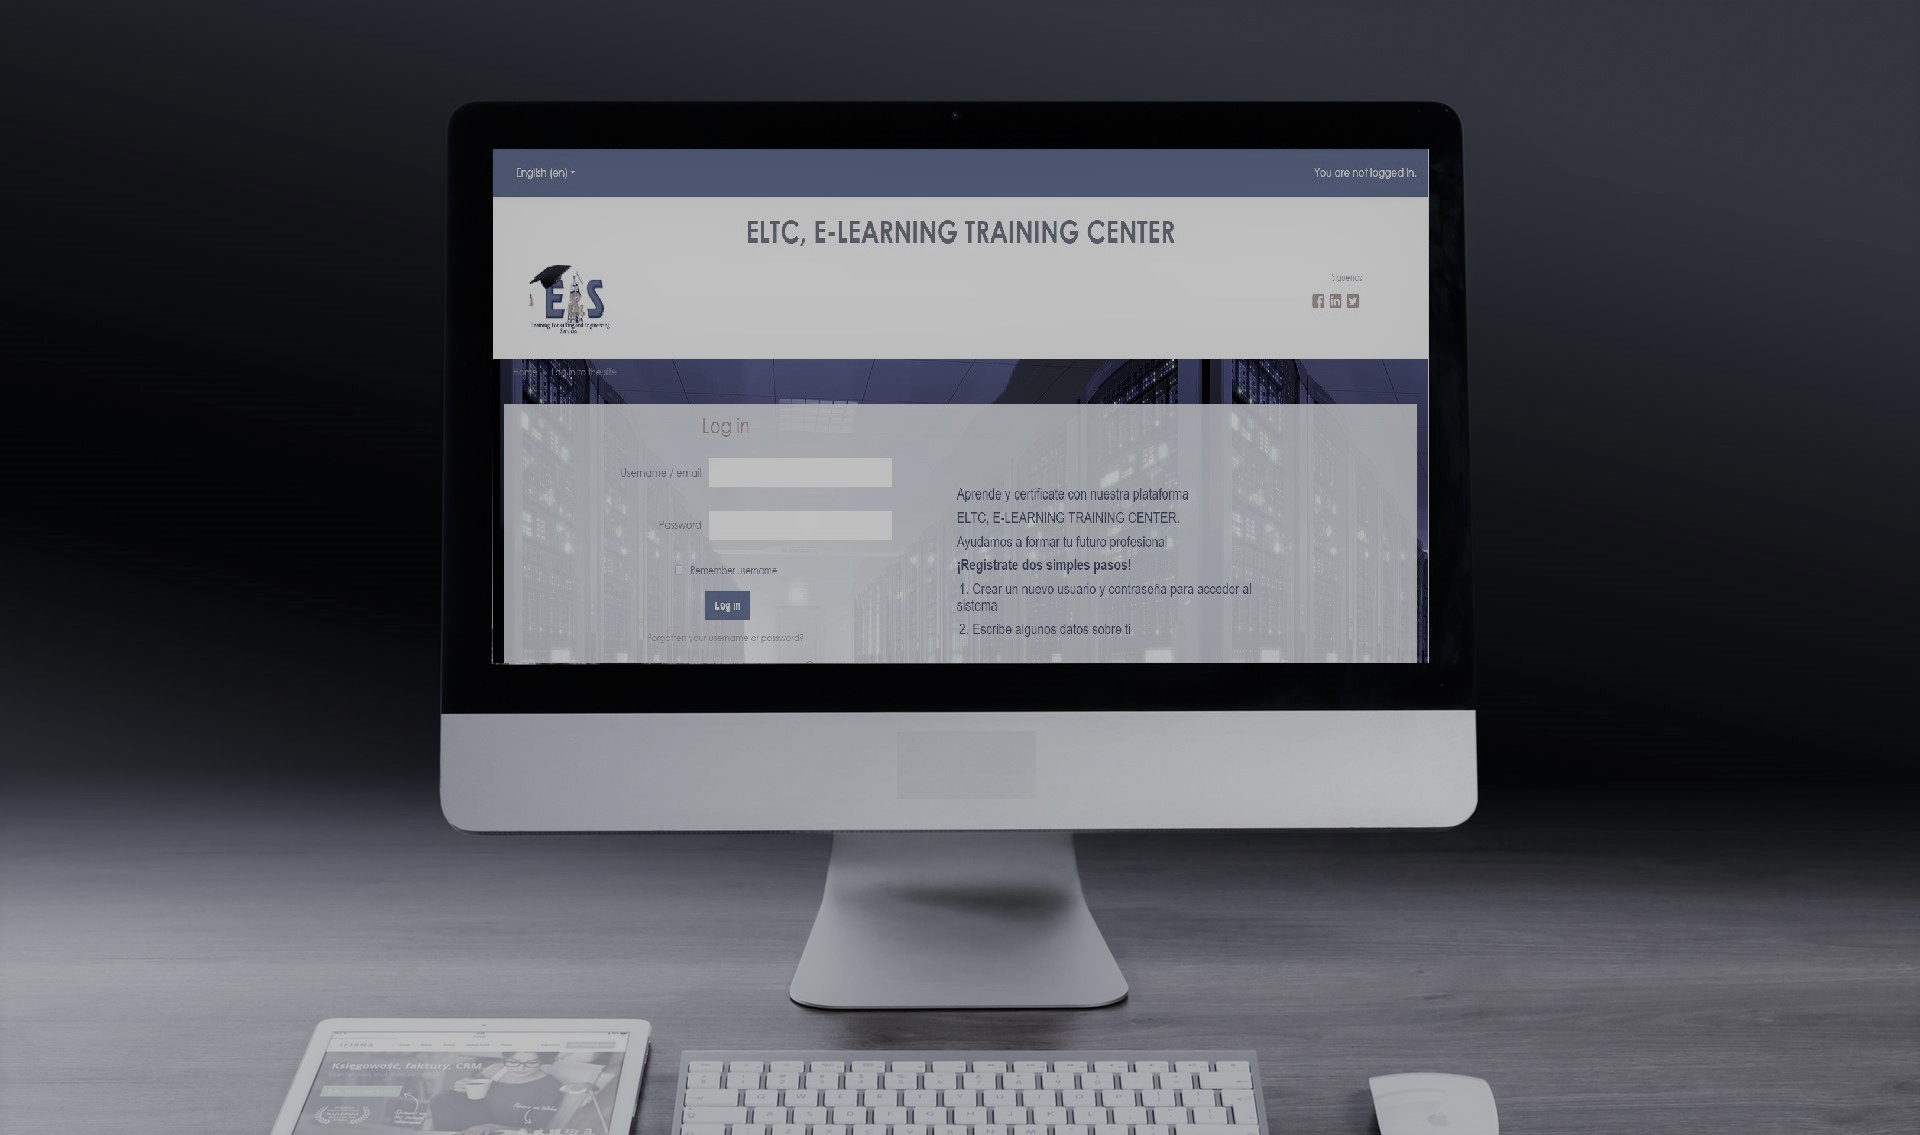 English (en)
You are not logged in.
ELTC, E-LEARNING TRAINING CENTER
Síguenos
Training Consulting and Engineering
Services
Home
Log in to the site
Log in
Username / email
Password
Remember username
Log in
Forgotten your username or password?
Aprende y certificate con nuestra plataforma
ELTC, E-LEARNING TRAINING CENTER.
Ayudamos a formar tu futuro profesional
¡Registrate dos simples pasos!
1. Crear un nuevo usuario y contraseña para acceder al
sistema
2. Escribe algunos datos sobre ti
Księgowość, faktury, CRM